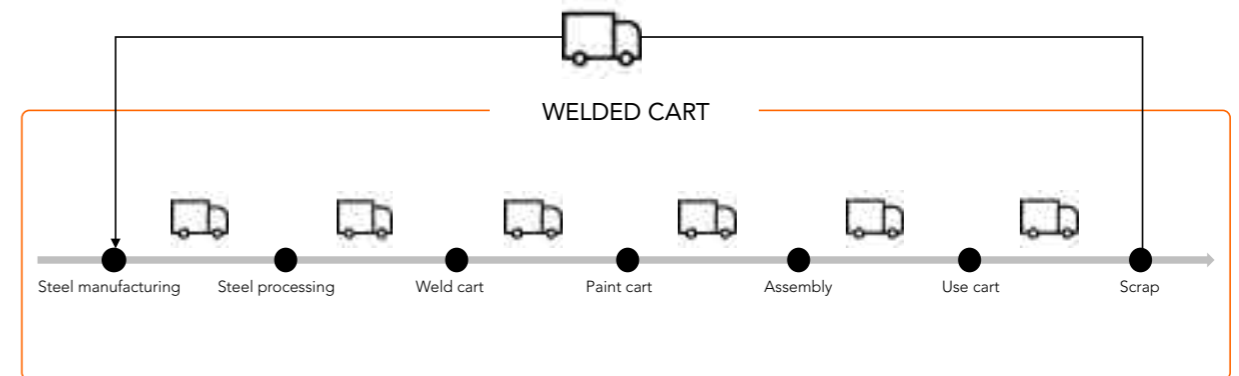 WELDED CART
Steel manufacturing
Steel processing
Weld cart
Paint cart
Assembly
Use cart
Scrap